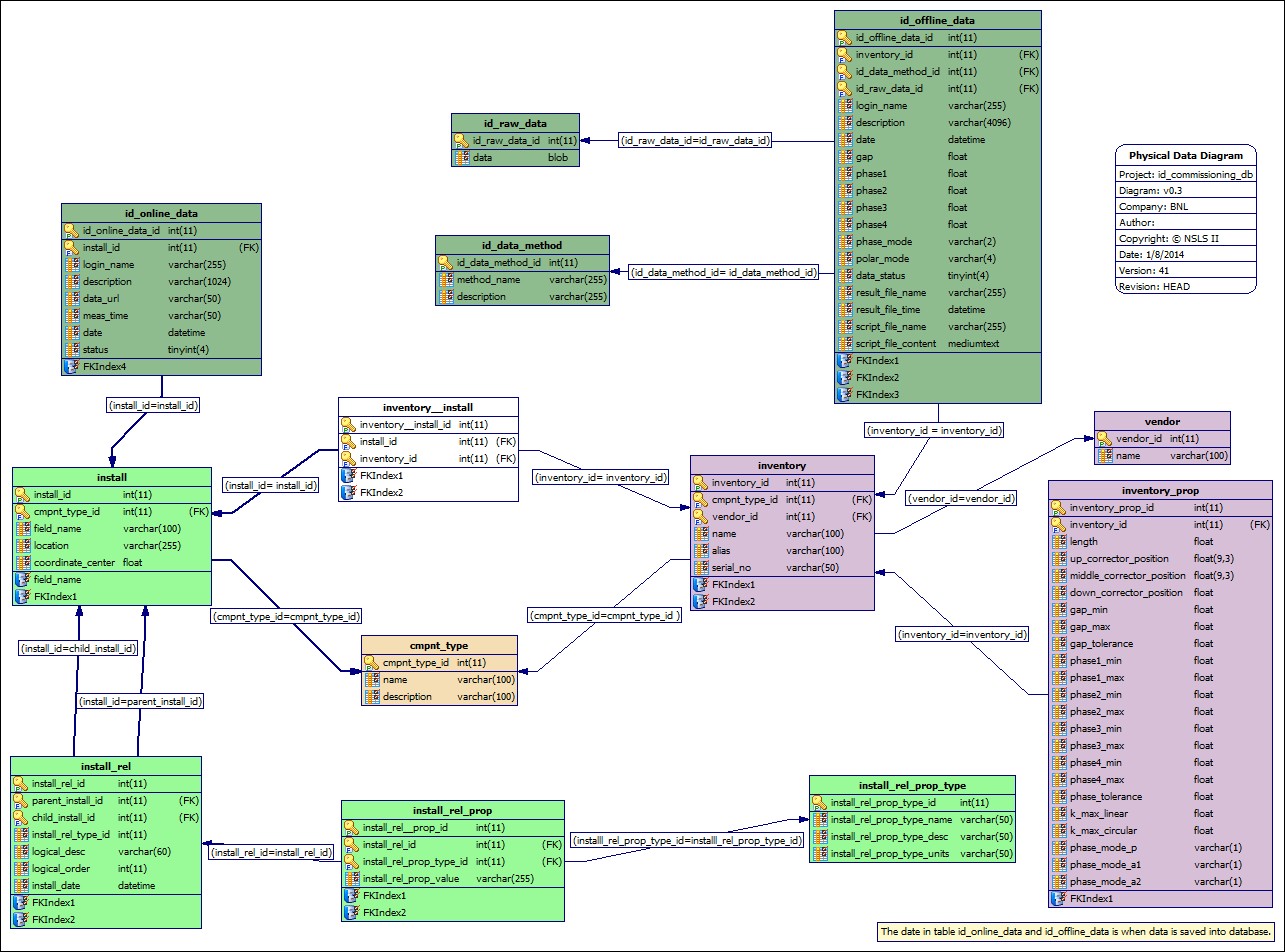 id_offline_data
id_offline_data_id int(11)
inventory_id int(11) (FK)
id_data_method_id int(11) (FK)
id_raw_data_id int(11) (FK)
login_name varchar(255)
description varchar(4096)
date datetime
gap float
phase1 float
phase2 float
phase3 float
phase4 float
phase_mode varchar(2)
polar_mode varchar(4)
data_status tinyint(4)
result_file_name varchar(255)
result_file_time datetime
script_file_name varchar(255)
script_file_content mediumtext
FKIndex1
FKIndex2
FKIndex3
id_raw_data
id_raw_data_id int(11)
data blob
(id_raw_data_id=id_raw_data_id)
Physical Data Diagram
Project: id_commissioning_db
Diagram: v0.3
Company: BNL
Author:
Copyright: © NSLS II
Date: 1/8/2014
Version: 41
Revision: HEAD
id_online_data
id_online_data_id int(11)
install_id int(11) (FK)
login_name varchar(255)
description varchar(1024)
data_url varchar(50)
meas_time varchar(50)
date datetime
status tinyint(4)
FKIndex4
id_data_method
id_data_method_id int(11)
method_name varchar(255)
description varchar(255)
(id_data_method_id= id_data_method_id)
(install_id=install_id)
inventory__install
inventory__install_id int(11)
install_id int(11) (FK)
inventory_id int(11) (FK)
FKIndex1
FKIndex2
(inventory_id = inventory_id)
vendor
vendor_id int(11)
name varchar(100)
install
install_id int(11)
cmpnt_type_id int(11) (FK)
field_name varchar(100)
location varchar(255)
coordinate_center float
field_name
FKIndex1
(install_id= install_id)
(inventory_id= inventory_id)
inventory
inventory_id int(11)
cmpnt_type_id int(11) (FK)
vendor_id int(11) (FK)
name varchar(100)
alias varchar(100)
serial_no varchar(50)
FKIndex1
FKIndex2
(vendor_id=vendor_id)
inventory_prop
inventory_prop_id int(11)
inventory_id int(11) (FK)
length float
up_corrector_position float(9,3)
middle_corrector_position float(9,3)
down_corrector_position float
gap_min float
gap_max float
gap_tolerance float
phase1_min float
phase1_max float
phase2_min float
phase2_max float
phase3_min float
phase3_max float
phase4_min float
phase4_max float
phase_tolerance float
k_max_linear float
k_max_circular float
phase_mode_p varchar(1)
phase_mode_a1 varchar(1)
phase_mode_a2 varchar(1)
FKIndex1
(cmpnt_type_id=cmpnt_type_id)
(cmpnt_type_id=cmpnt_type_id )
(inventory_id=inventory_id)
cmpnt_type
cmpnt_type_id int(11)
name varchar(100)
description varchar(100)
(install_id=child_install_id)
(install_id=parent_install_id)
install_rel
install_rel_id int(11)
parent_install_id int(11) (FK)
child_install_id int(11) (FK)
install_rel_type_id int(11)
logical_desc varchar(60)
logical_order int(11)
install_date datetime
FKIndex1
FKIndex2
(install_rel_id=install_rel_id)
install_rel_prop
install_rel__prop_id int(11)
install_rel_id int(11) (FK)
install_rel_prop_type_id int(11) (FK)
install_rel_prop_value varchar(255)
FKIndex1
FKIndex2
(installl_rel_prop_type_id=installl_rel_prop_type_id)
install_rel_prop_type
install_rel_prop_type_id int(11)
install_rel_prop_type_name varchar(50)
install_rel_prop_type_desc varchar(50)
install_rel_prop_type_units varchar(50)
The date in table id_online_data and id_offline_data is when data is saved into database.